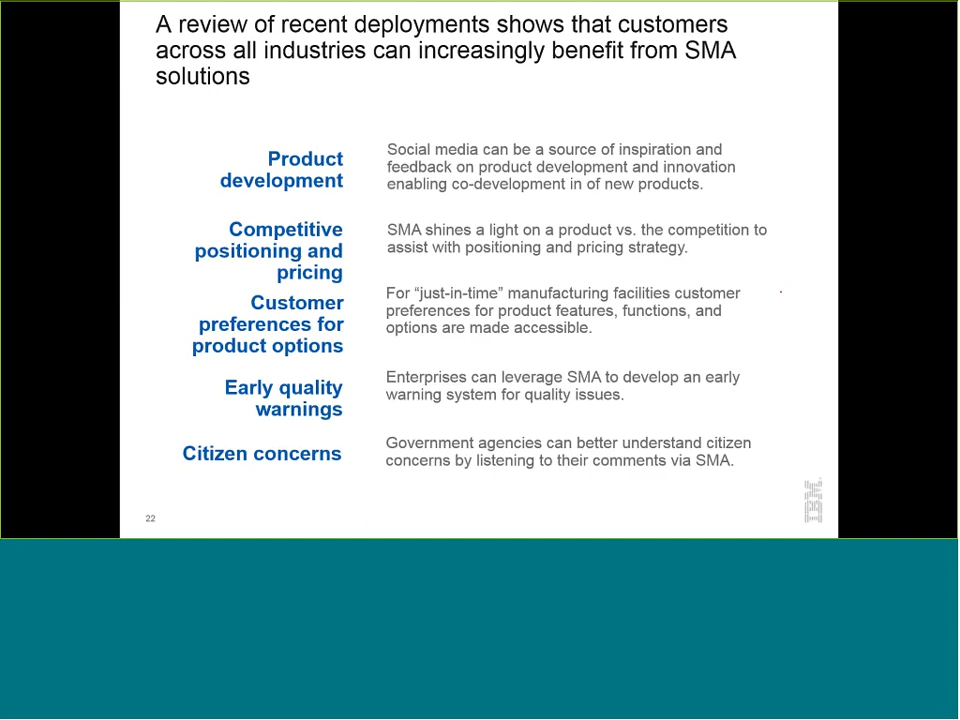 A review of recent deployments shows that customers
across all industries can increasingly benefit from SMA
solutions
Product
development
Social media can be a source of inspiration and
feedback on product development and innovation
enabling co-development in of new products.
Competitive
positioning and
pricing
SMA shines a light on a product vs. the competition to
assist with positioning and pricing strategy.
Customer
preferences for
product options
For “just-in-time” manufacturing facilities customer
preferences for product features, functions, and
options are made accessible.
Early quality
warnings
Enterprises can leverage SMA to develop an early
warning system for quality issues.
Citizen concerns
Government agencies can better understand citizen
concerns by listening to their comments via SMA.
22
IBM